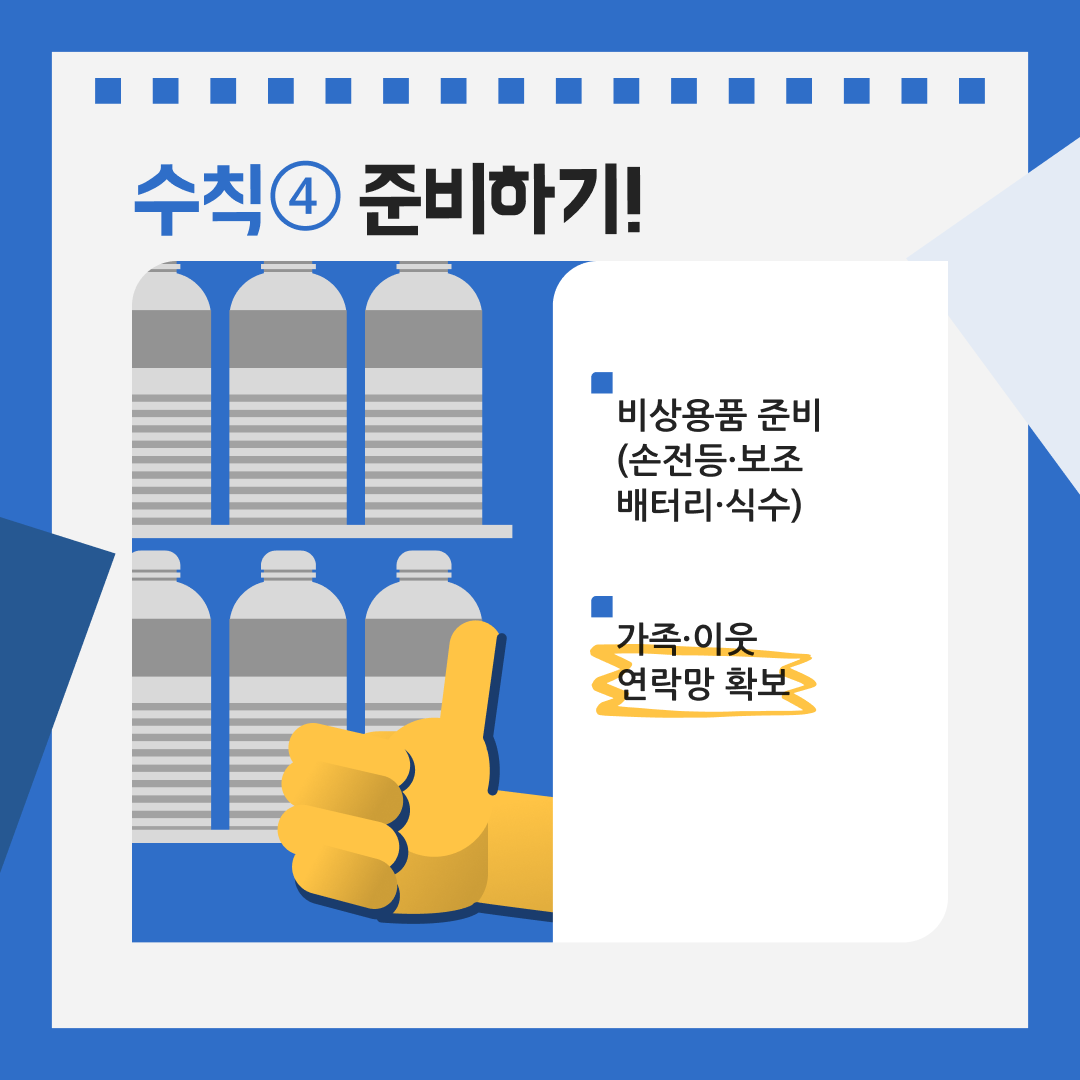 수칙④ 준비하기!
비상용품 준비
(손전등·보조
배터리·식수)
가족·이웃
연락망 확보